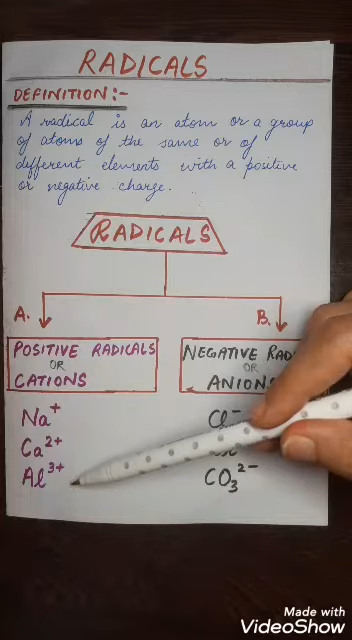 RADICALS
DEFINITION:-
A radical is an atom or a group
of atoms of the same or of
different elements with a positive
or negative charge.
RADICALS
A.
B.
POSITIVE RADICALS
OR
CATIONS
NEGATIVE
OR
ANIONS
Na⁺
Cl⁻
Ca²⁺
Al³⁺
CO₃²⁻
Made with
VideoShow